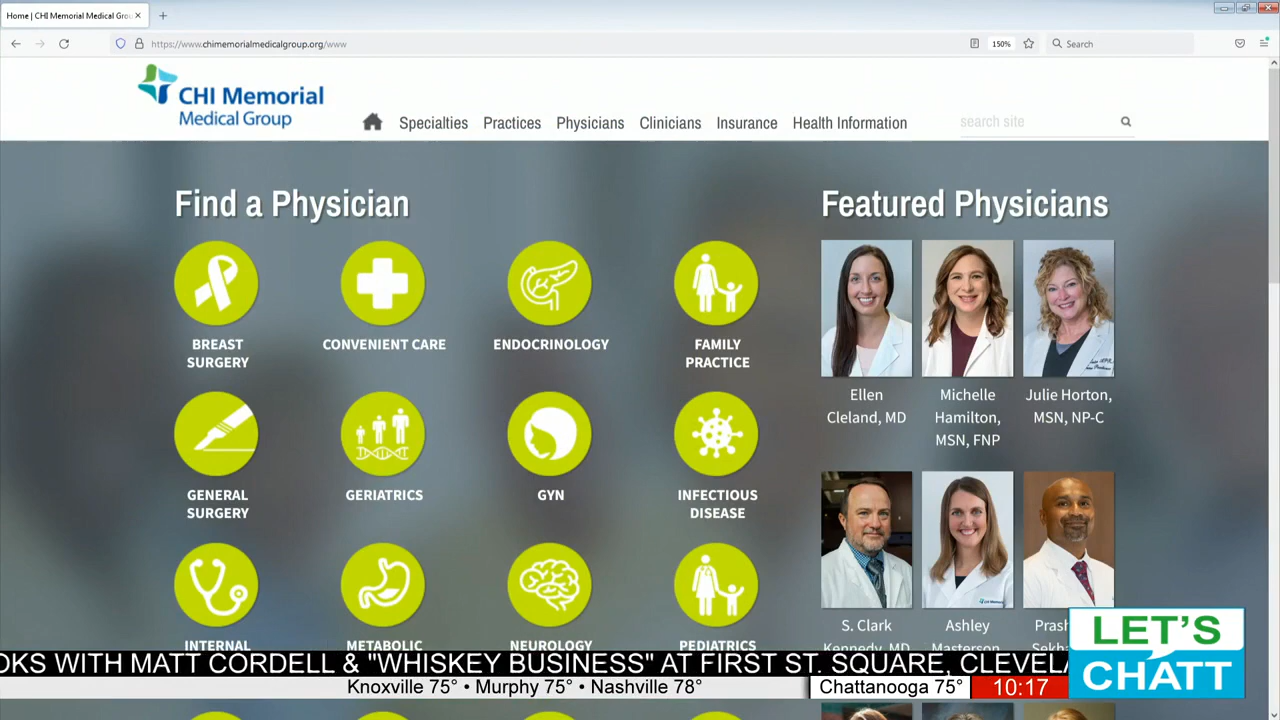 Home | CHI Memorial Medical Gro
https://www.chimemorialmedicalgroup.org/www
150%
Search
CHI Memorial
Medical Group
Specialties Practices Physicians Clinicians Insurance Health Information
search site
Find a Physician
Featured Physicians
BREAST
SURGERY
CONVENIENT CARE
ENDOCRINOLOGY
FAMILY
PRACTICE
Ellen
Cleland, MD
Michelle
Hamilton,
MSN, FNP
Julie Horton,
MSN, NP-C
GENERAL
SURGERY
GERIATRICS
GYN
INFECTIOUS
DISEASE
INTERNAL
METABOLIC
NEUROLOGY
PEDIATRICS
S. Clark
Kennedy, MD
Ashley
Masterson,
LET'S
CHATT
OKS WITH MATT CORDELL & "WHISKEY BUSINESS" AT FIRST ST. SQUARE, CLEVELA
Knoxville 75° • Murphy 75° • Nashville 78°
Chattanooga 75°
10:17